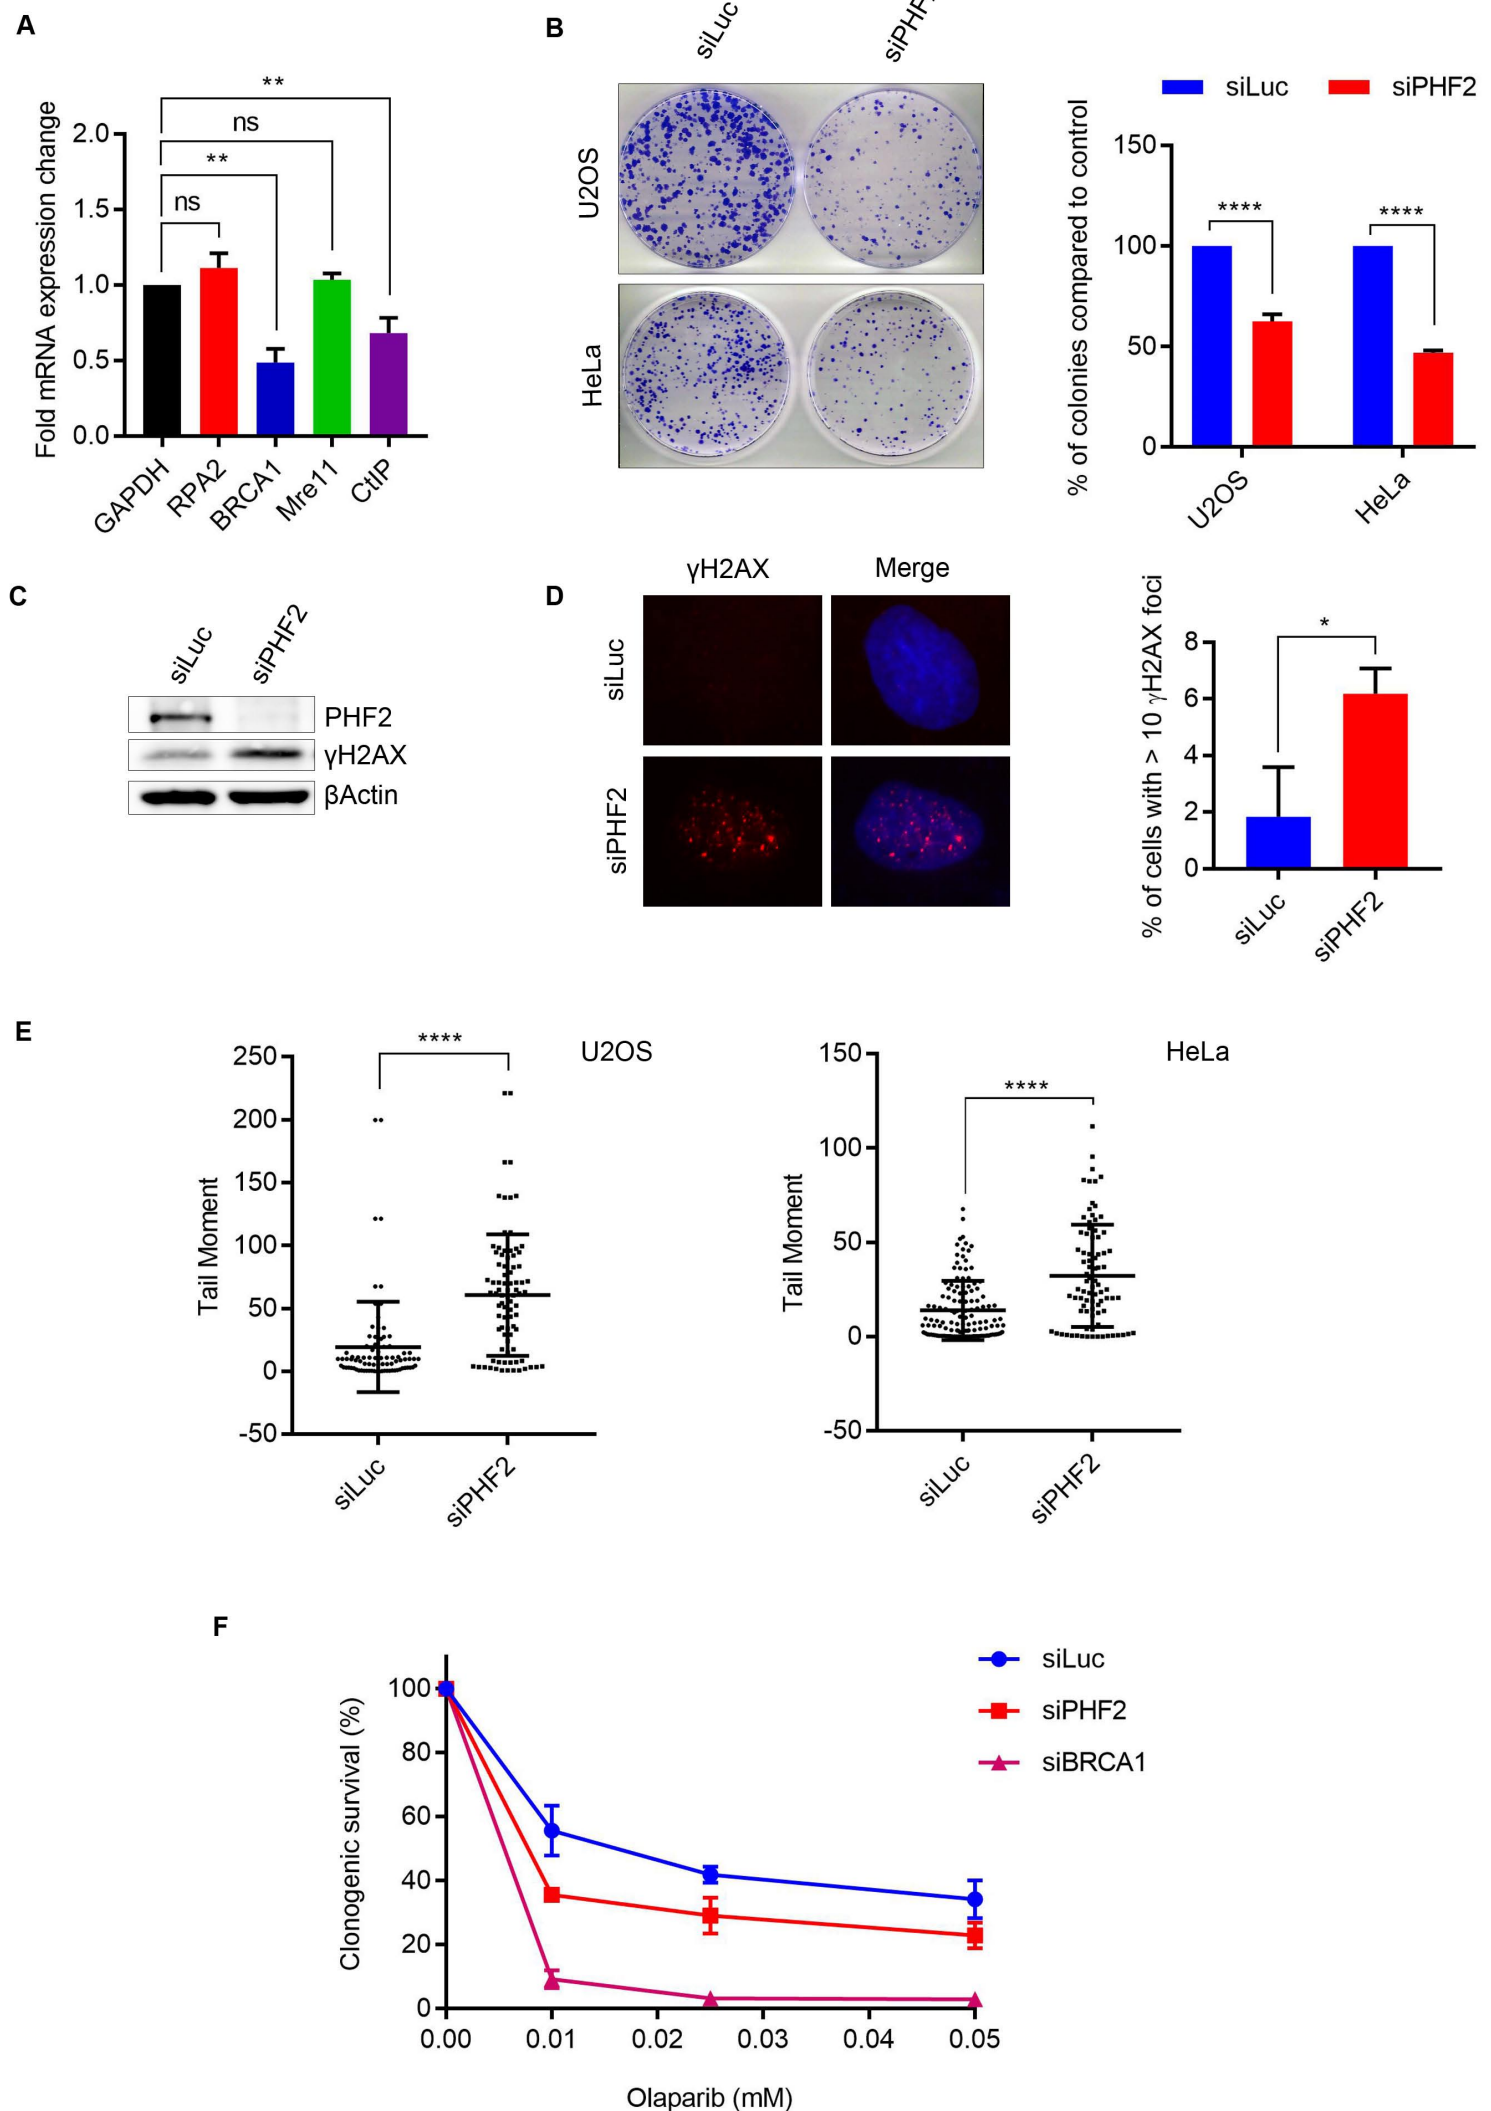 A
Fold mRNA expression change
2.0
1.5
1.0
0.5
0.0
**
ns
**
ns
GAPDH
RPA2
BRCA1
Mre11
CtIP
B
siLuc
U2OS
HeLa
siLuc
siPHF2
% of colonies compared to control
150
100
50
0
****
****
U2OS
HeLa
C
siLuc
siPHF2
PHF2
γH2AX
βActin
D
γH2AX
Merge
siLuc
siPHF2
% of cells with > 10 γH2AX foci
8
6
4
2
0
*
siLuc
siPHF2
E
Tail Moment
250
200
150
100
50
0
-50
****
U2OS
siLuc
siPHF2
Tail Moment
150
100
50
0
-50
****
HeLa
siLuc
siPHF2
F
Clonogenic survival (%)
100
80
60
40
20
0
0.00
0.01
0.02
0.03
0.04
0.05
Olaparib (mM)
siLuc
siPHF2
siBRCA1